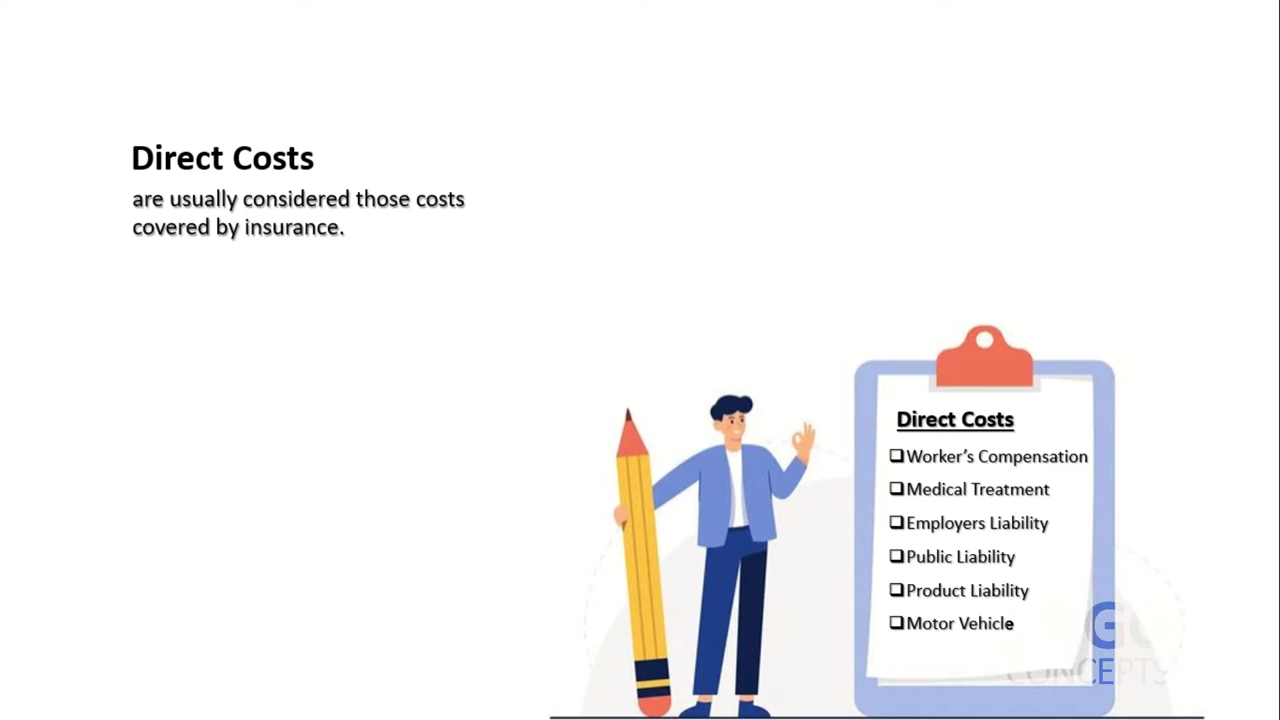 Direct Costs
are usually considered those costs
covered by insurance.
Direct Costs
Worker's Compensation
Medical Treatment
Employers Liability
Public Liability
Product Liability
Motor Vehicle
CONCEPTS